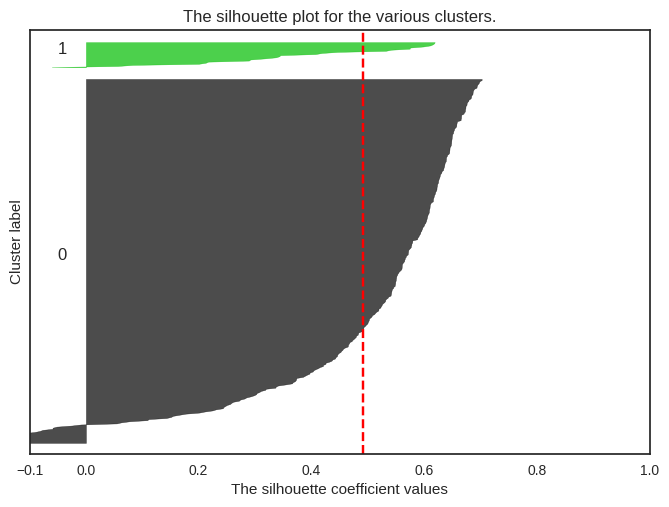 The silhouette plot for the various clusters.
1
0
Cluster label
−0.1 0.0 0.2 0.4 0.6 0.8 1.0
The silhouette coefficient values